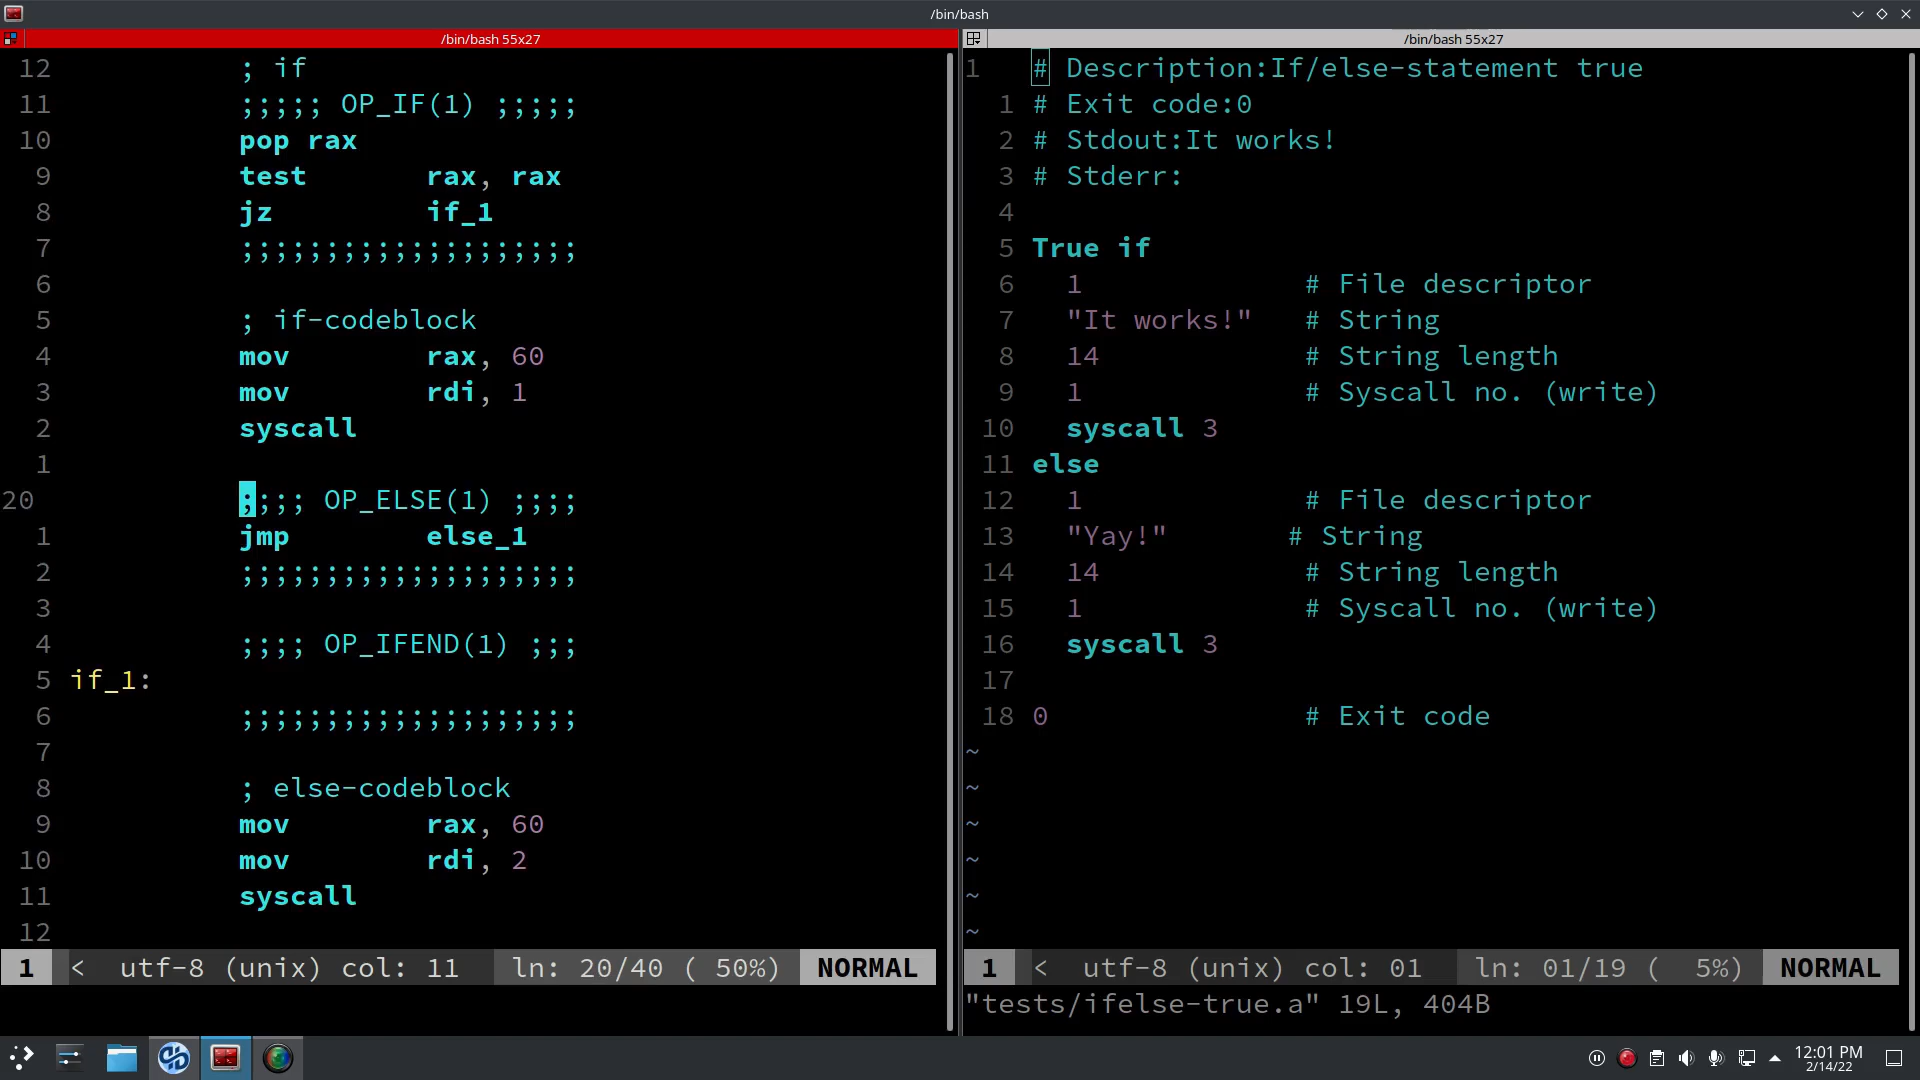 /bin/bash
/bin/bash 55x27
12 ; if
11 ;;;;; OP_IF(1) ;;;;;
10 pop rax
9 test rax, rax
8 jz if_1
7 ;;;;;;;;;;;;;;;;;;;;
6
5 ; if-codeblock
4 mov rax, 60
3 mov rdi, 1
2 syscall
1
20 ;;;; OP_ELSE(1) ;;;;
1 jmp else_1
2 ;;;;;;;;;;;;;;;;;;;;
3
4 ;;;; OP_IFEND(1) ;;;
5 if_1:
6 ;;;;;;;;;;;;;;;;;;;;
7
8 ; else-codeblock
9 mov rax, 60
10 mov rdi, 2
11 syscall
12
1 < utf-8 (unix) col: 11 ln: 20/40 ( 50%) NORMAL
/bin/bash 55x27
1 # Description:If/else-statement true
1 # Exit code:0
2 # Stdout:It works!
3 # Stderr:
4
5 True if
6 1 # File descriptor
7 "It works!" # String
8 14 # String length
9 1 # Syscall no. (write)
10 syscall 3
11 else
12 1 # File descriptor
13 "Yay!" # String
14 14 # String length
15 1 # Syscall no. (write)
16 syscall 3
17
18 0 # Exit code
~
~
~
~
~
~
1 < utf-8 (unix) col: 01 ln: 01/19 ( 5%) NORMAL
"tests/ifelse-true.a" 19L, 404B
12:01 PM
2/14/22